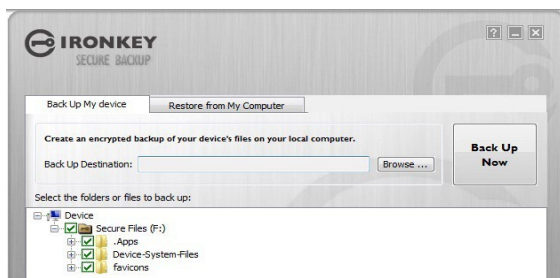 IRONKEY
SECURE BACKUP
? _ X
Back Up My device Restore from My Computer
Create an encrypted backup of your device's files on your local computer.
Back Up Destination: Browse ...
Back Up Now
Select the folders or files to back up:
Device
Secure Files (F:)
.Apps
Device-System-Files
favicons